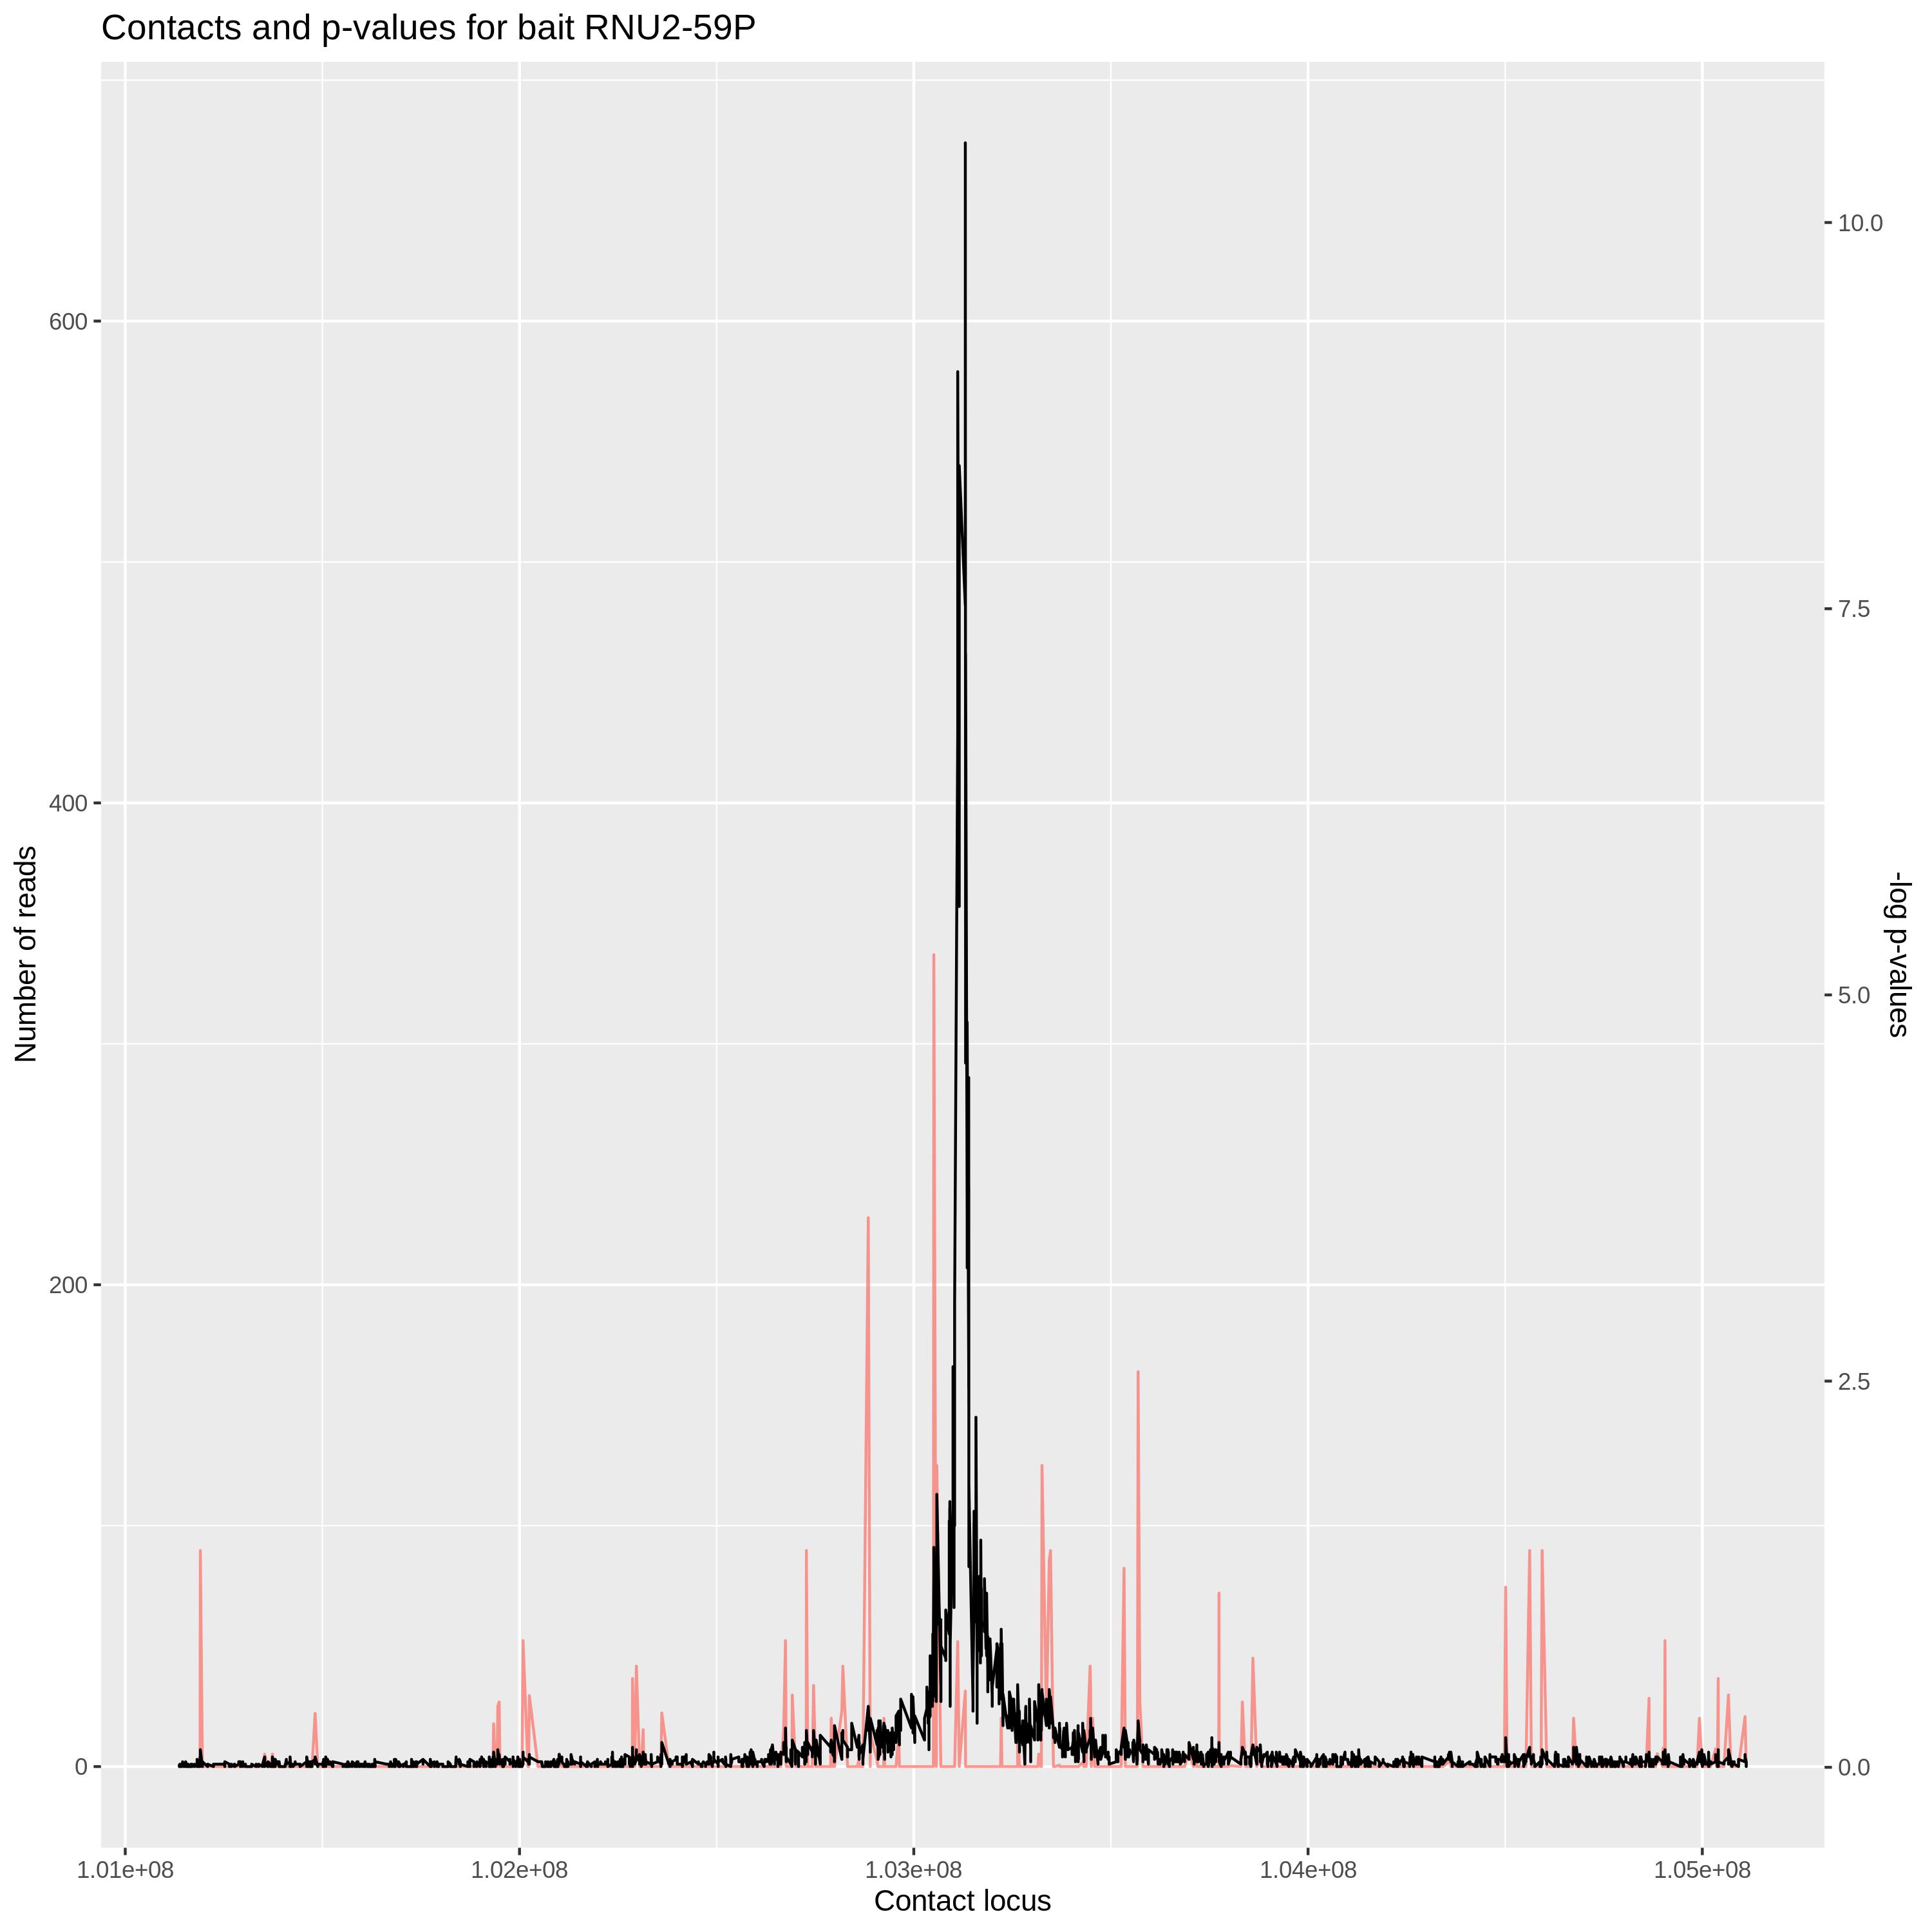 Contacts and p-values for bait RNU2-59P
Number of reads
600
400
200
0
10.0
7.5
5.0
2.5
0.0
-log p-values
1.01e+08
1.02e+08
1.03e+08
1.04e+08
1.05e+08
Contact locus